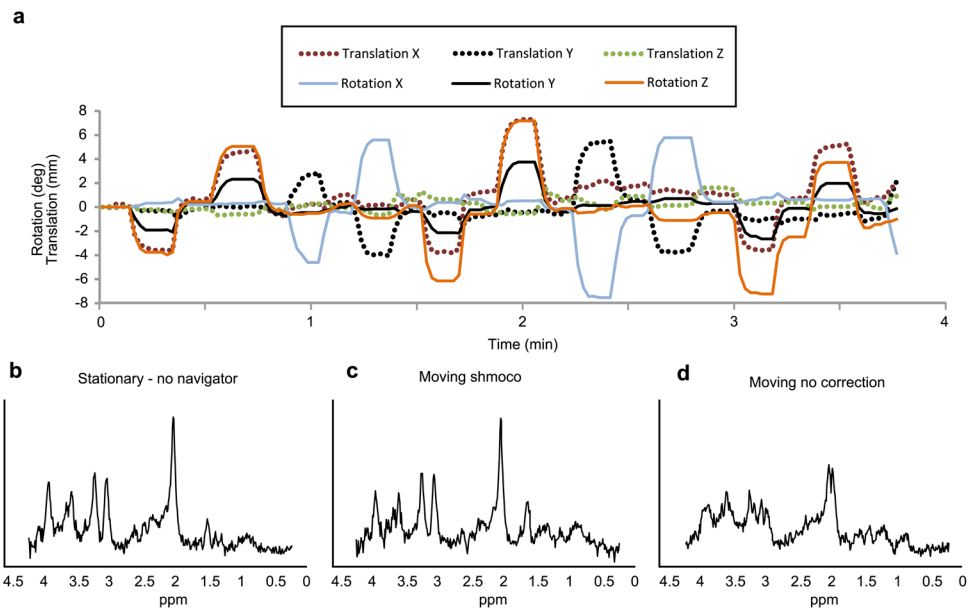 a
Translation X Translation Y Translation Z
Rotation X Rotation Y Rotation Z
Rotation (deg)
Translation (mm)
8
6
4
2
0
-2
-4
-6
-8
0 1 2 3 4
Time (min)
b Stationary - no navigator
c Moving shmoco
d Moving no correction
4.5 4 3.5 3 2.5 2 1.5 1 0.5 0
ppm
4.5 4 3.5 3 2.5 2 1.5 1 0.5 0
ppm
4.5 4 3.5 3 2.5 2 1.5 1 0.5 0
ppm